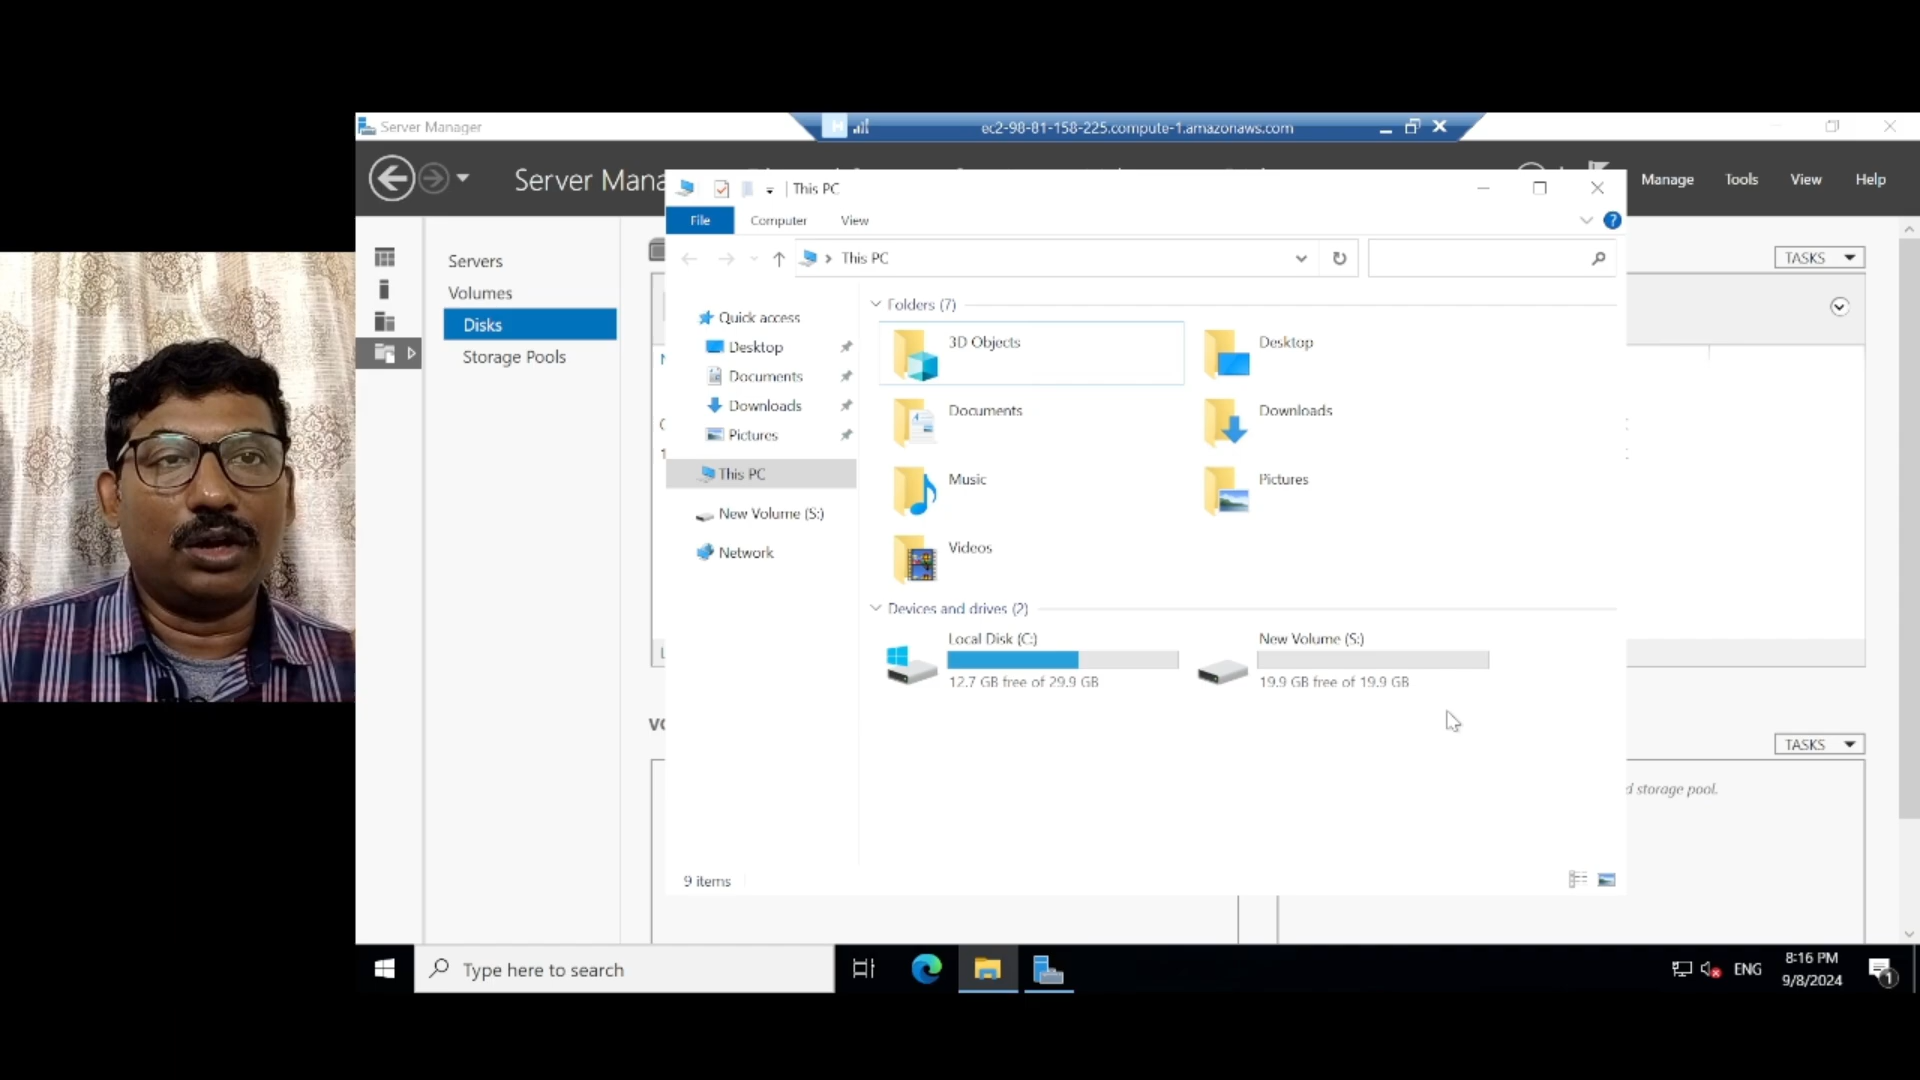 Server Manager
ec2-98-81-158-225.compute-1.amazonaws.com
Server Mana
Manage
Tools
View
Help
This PC
File
Computer
View
This PC
Servers
Volumes
Disks
Storage Pools
TASKS
Quick access
Desktop
Documents
Downloads
Pictures
This PC
New Volume (S:)
Network
Folders (7)
3D Objects
Desktop
Documents
Downloads
Music
Pictures
Videos
Devices and drives (2)
Local Disk (C:)
12.7 GB free of 29.9 GB
New Volume (S:)
19.9 GB free of 19.9 GB
TASKS
d storage pool.
9 items
Type here to search
ENG
8:16 PM
9/8/2024
1